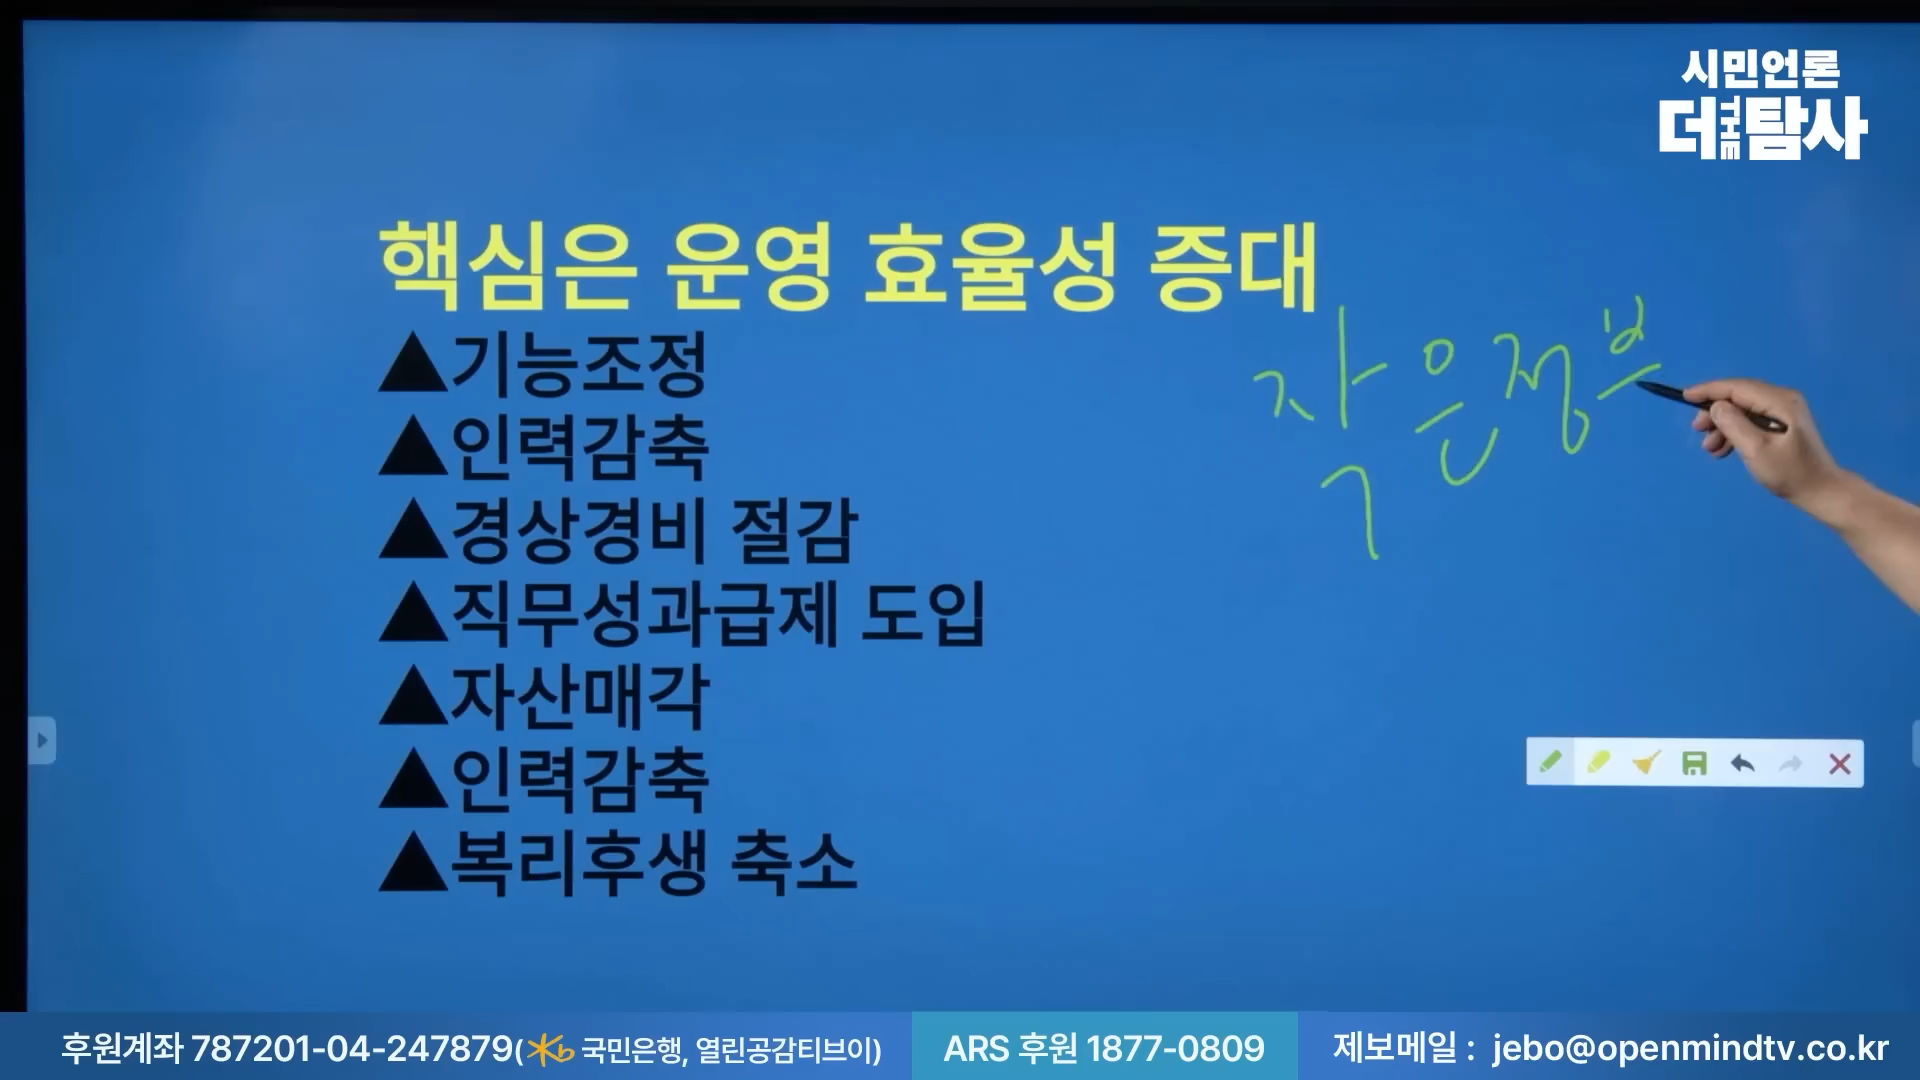 시민언론
더탐사
핵심은 운영 효율성 증대
▲기능조정
작은정부
▲인력감축
▲경상경비 절감
▲직무성과급제 도입
▲자산매각
▲인력감축
▲복리후생 축소
후원계좌 787201-04-247879( 국민은행, 열린공감티브이)
ARS 후원 1877-0809
제보메일 : jebo@openmindtv.co.kr